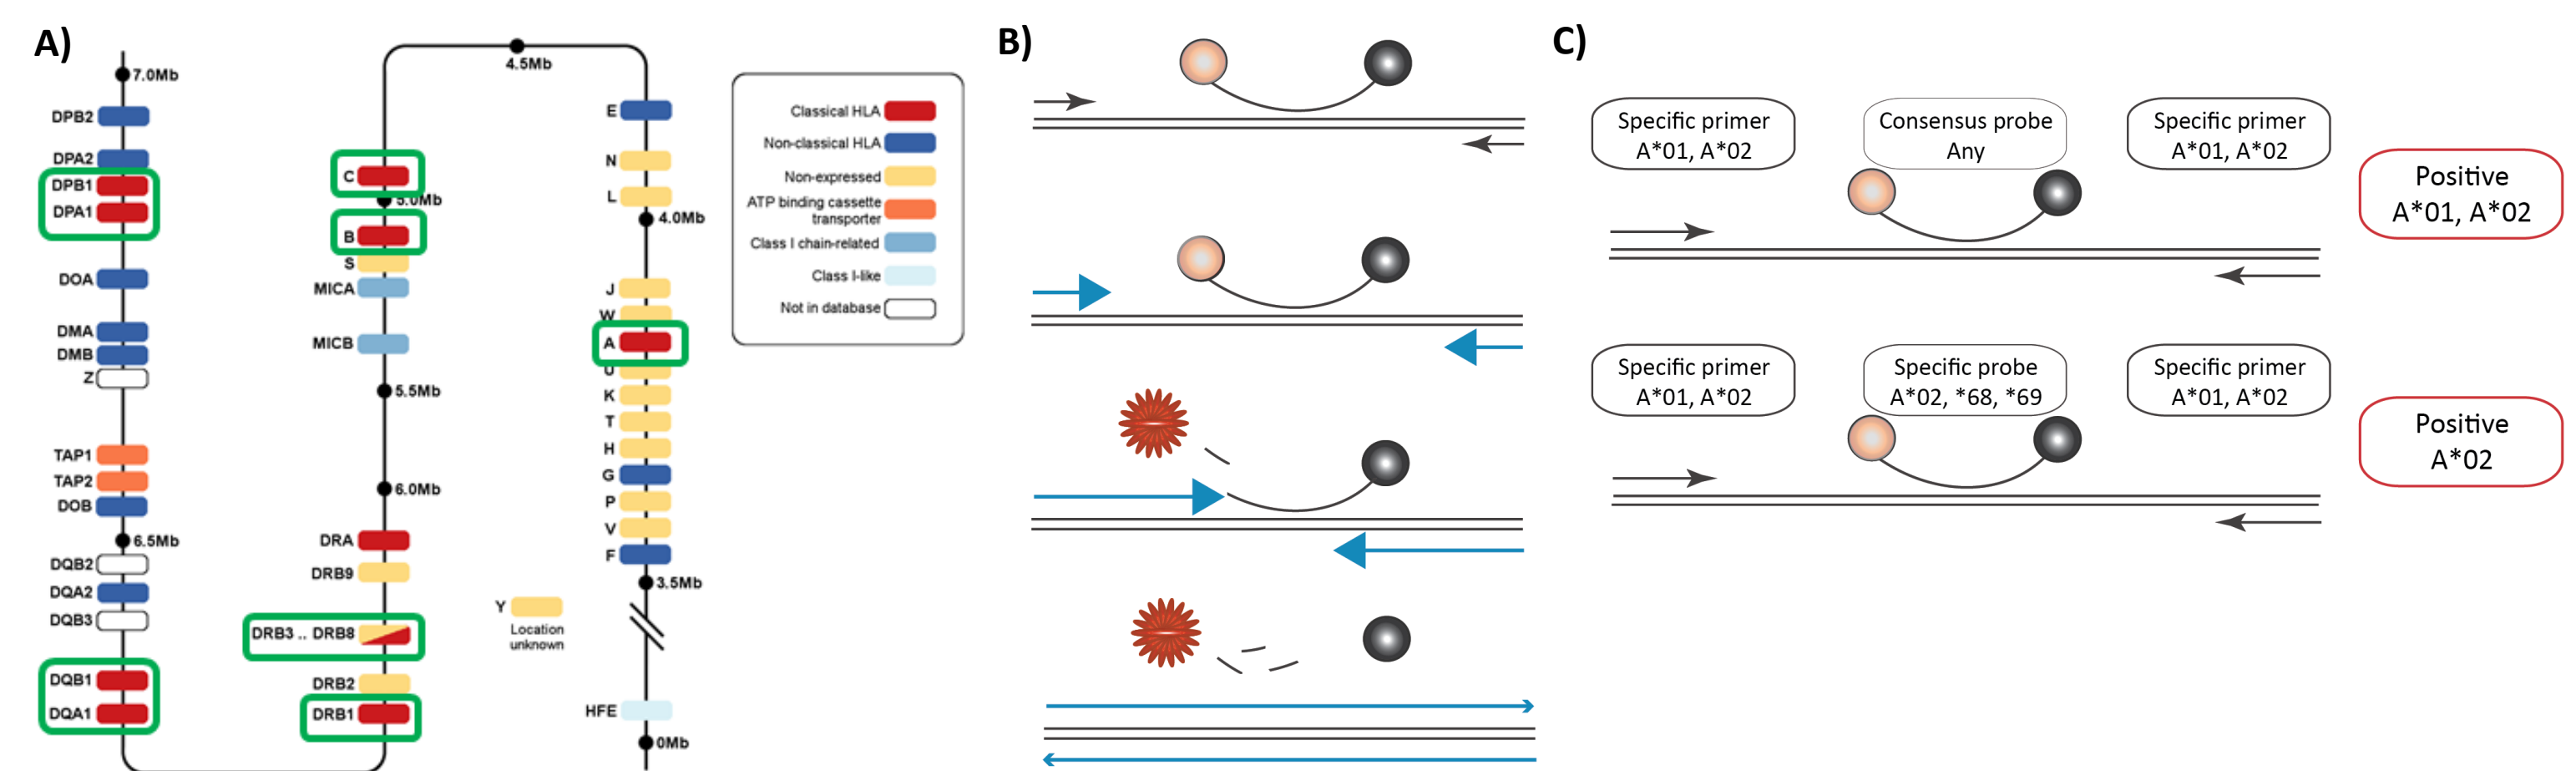 A)
7.0Mb
DPB2
DPA2
DPB1
DPA1
DOA
DMA
DMB
Z
TAP1
TAP2
DOB
6.5Mb
DQB2
DQA2
DQB3
DQB1
DQA1
4.5Mb
C
5.0Mb
B
S
MICA
MICB
5.5Mb
6.0Mb
DRA
DRB9
DRB3 .. DRB8
DRB2
DRB1
Y
Location
unknown
E
N
L
4.0Mb
J
W
A
U
K
T
H
G
P
V
F
3.5Mb
HFE
0Mb
Classical HLA
Non-classical HLA
Non-expressed
ATP binding cassette
transporter
Class I chain-related
Class I-like
Not in database
B)
C)
Specific primer
A*01, A*02
Consensus probe
Any
Specific primer
A*01, A*02
Positive
A*01, A*02
Specific primer
A*01, A*02
Specific probe
A*02, *68, *69
Specific primer
A*01, A*02
Positive
A*02